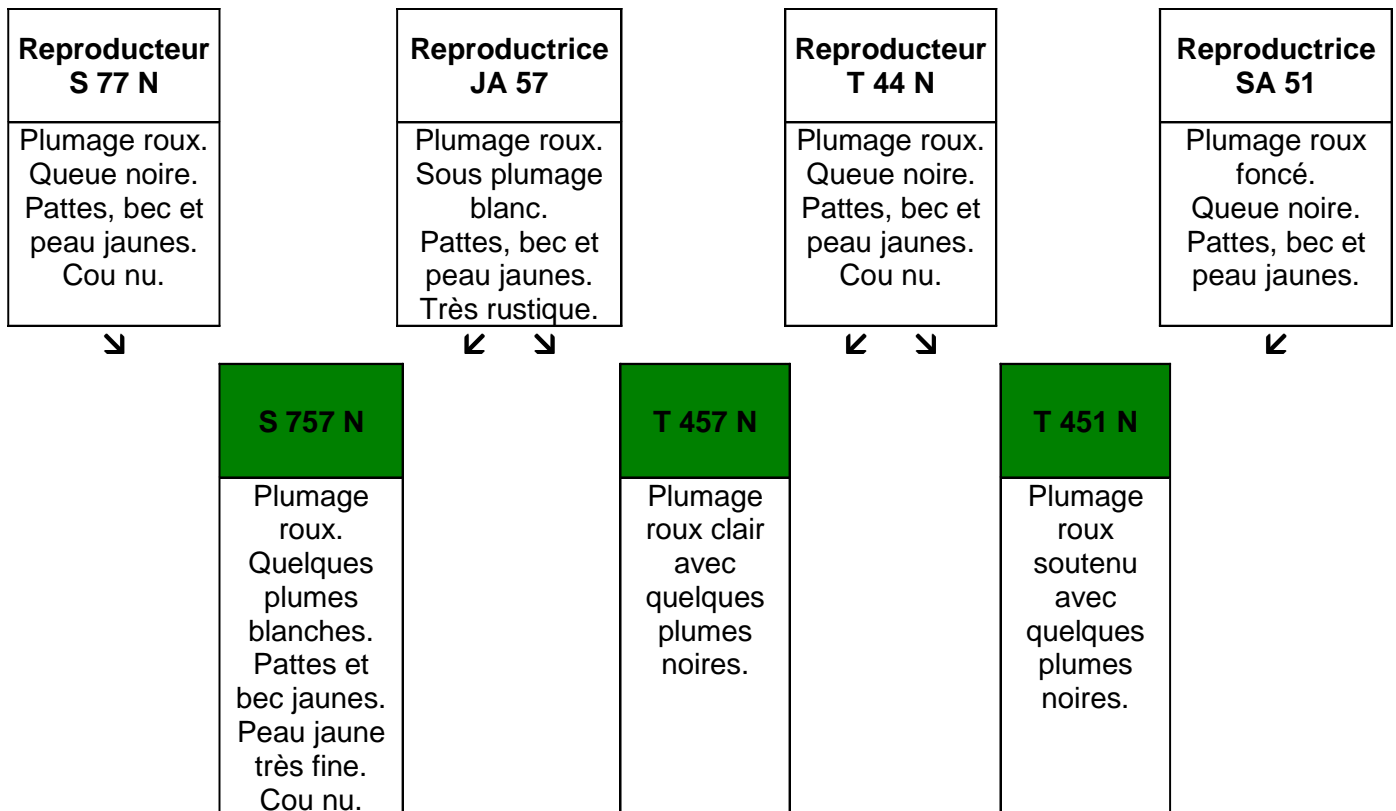 Reproducteur
S 77 N
Plumage roux.
Queue noire.
Pattes, bec et
peau jaunes.
Cou nu.
Reproductrice
JA 57
Plumage roux.
Sous plumage
blanc.
Pattes, bec et
peau jaunes.
Très rustique.
Reproducteur
T 44 N
Plumage roux.
Queue noire.
Pattes, bec et
peau jaunes.
Cou nu.
Reproductrice
SA 51
Plumage roux
foncé.
Queue noire.
Pattes, bec et
peau jaunes.
S 757 N
Plumage
roux.
Quelques
plumes
blanches.
Pattes et
bec jaunes.
Peau jaune
très fine.
Cou nu.
T 457 N
Plumage
roux clair
avec
quelques
plumes
noires.
T 451 N
Plumage
roux
soutenu
avec
quelques
plumes
noires.